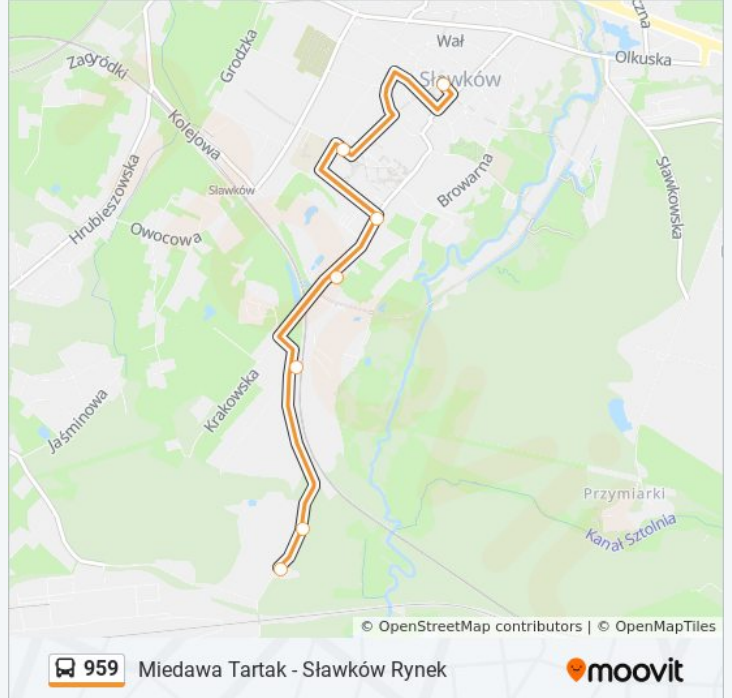 Wał
czna
Olkuska
Grodzka
Zagródki
Sławków
Kolejowa
Browarna
Sławkowska
Sławków
Hrubieszowska
Owocowa
Krakowska
Jaśminowa
Przymiarki
Kanał Sztolnia
© OpenStreetMap contributors | © OpenMapTiles
959 Miedawa Tartak - Sławków Rynek
moovit